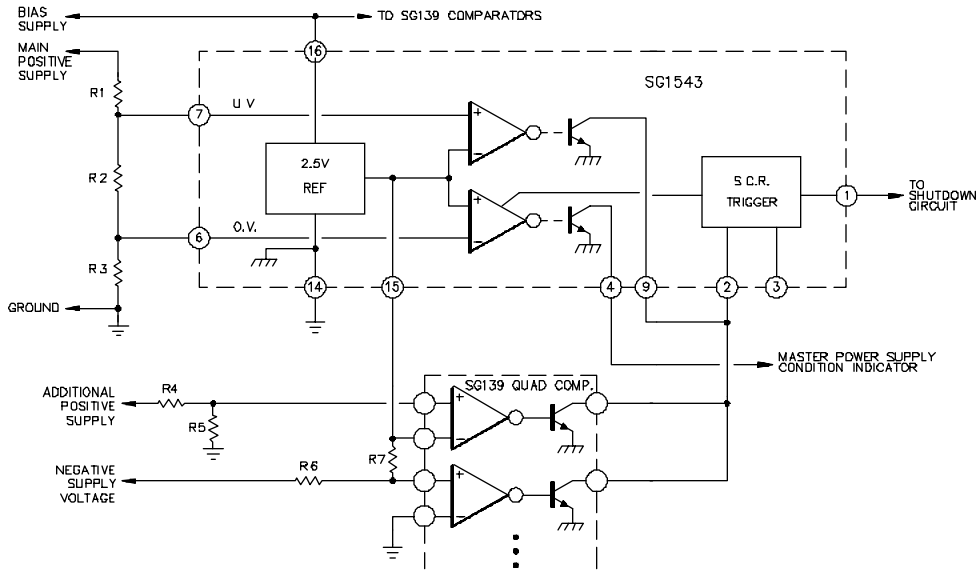 BIAS
SUPPLY
TO SG139 COMPARATORS
MAIN
POSITIVE
SUPPLY
16
SG1543
R1
7
U V
+
−
2.5V
REF
R2
S.C.R.
TRIGGER
1
TO
SHUTDOWN
CIRCUIT
+
−
6
O.V.
R3
14
15
4
9
2
3
GROUND
MASTER POWER SUPPLY
CONDITION INDICATOR
SG139 QUAD COMP.
ADDITIONAL
POSITIVE
SUPPLY
R4
R5
+
−
R7
NEGATIVE
SUPPLY
VOLTAGE
R6
+
−